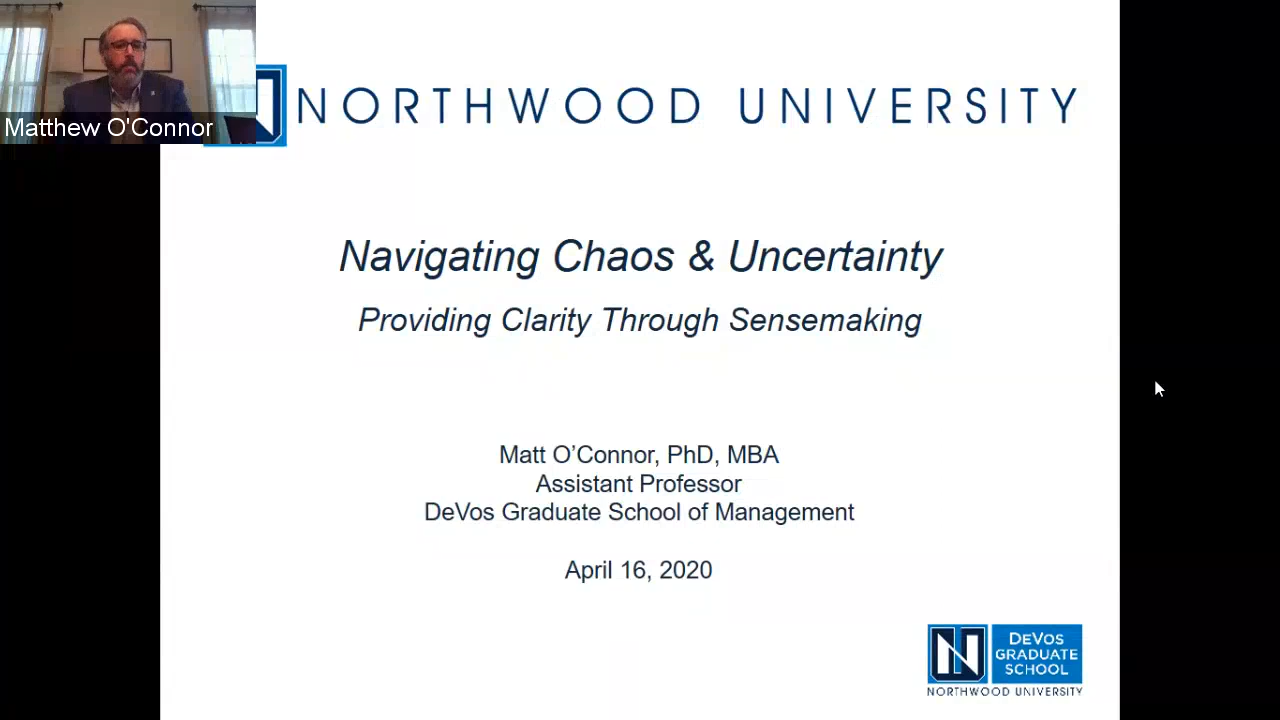 Matthew O'Connor
NORTHWOOD UNIVERSITY
Navigating Chaos & Uncertainty
Providing Clarity Through Sensemaking
Matt O’Connor, PhD, MBA
Assistant Professor
DeVos Graduate School of Management
April 16, 2020
N DEVOS
GRADUATE
SCHOOL
NORTHWOOD UNIVERSITY